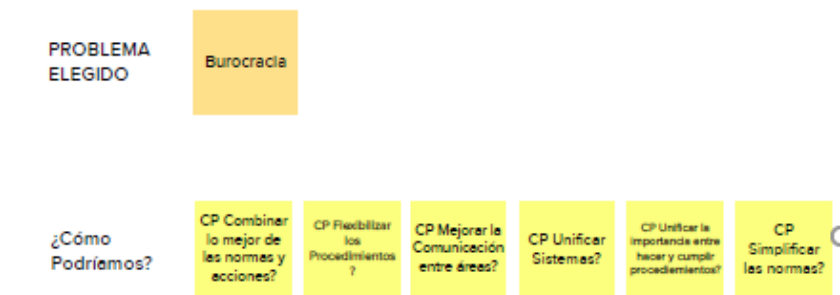 PROBLEMA
ELEGIDO
Burocracia
¿Cómo
Podríamos?
CP Combinar
lo mejor de
las normas y
acciones?
CP Flexibilizar
los
Procedimientos
?
CP Mejorar la
Comunicación
entre áreas?
CP Unificar
Sistemas?
CP Unificar la
importancia entre
hacer y cumplir
procedemientos?
CP
Simplificar
las normas?